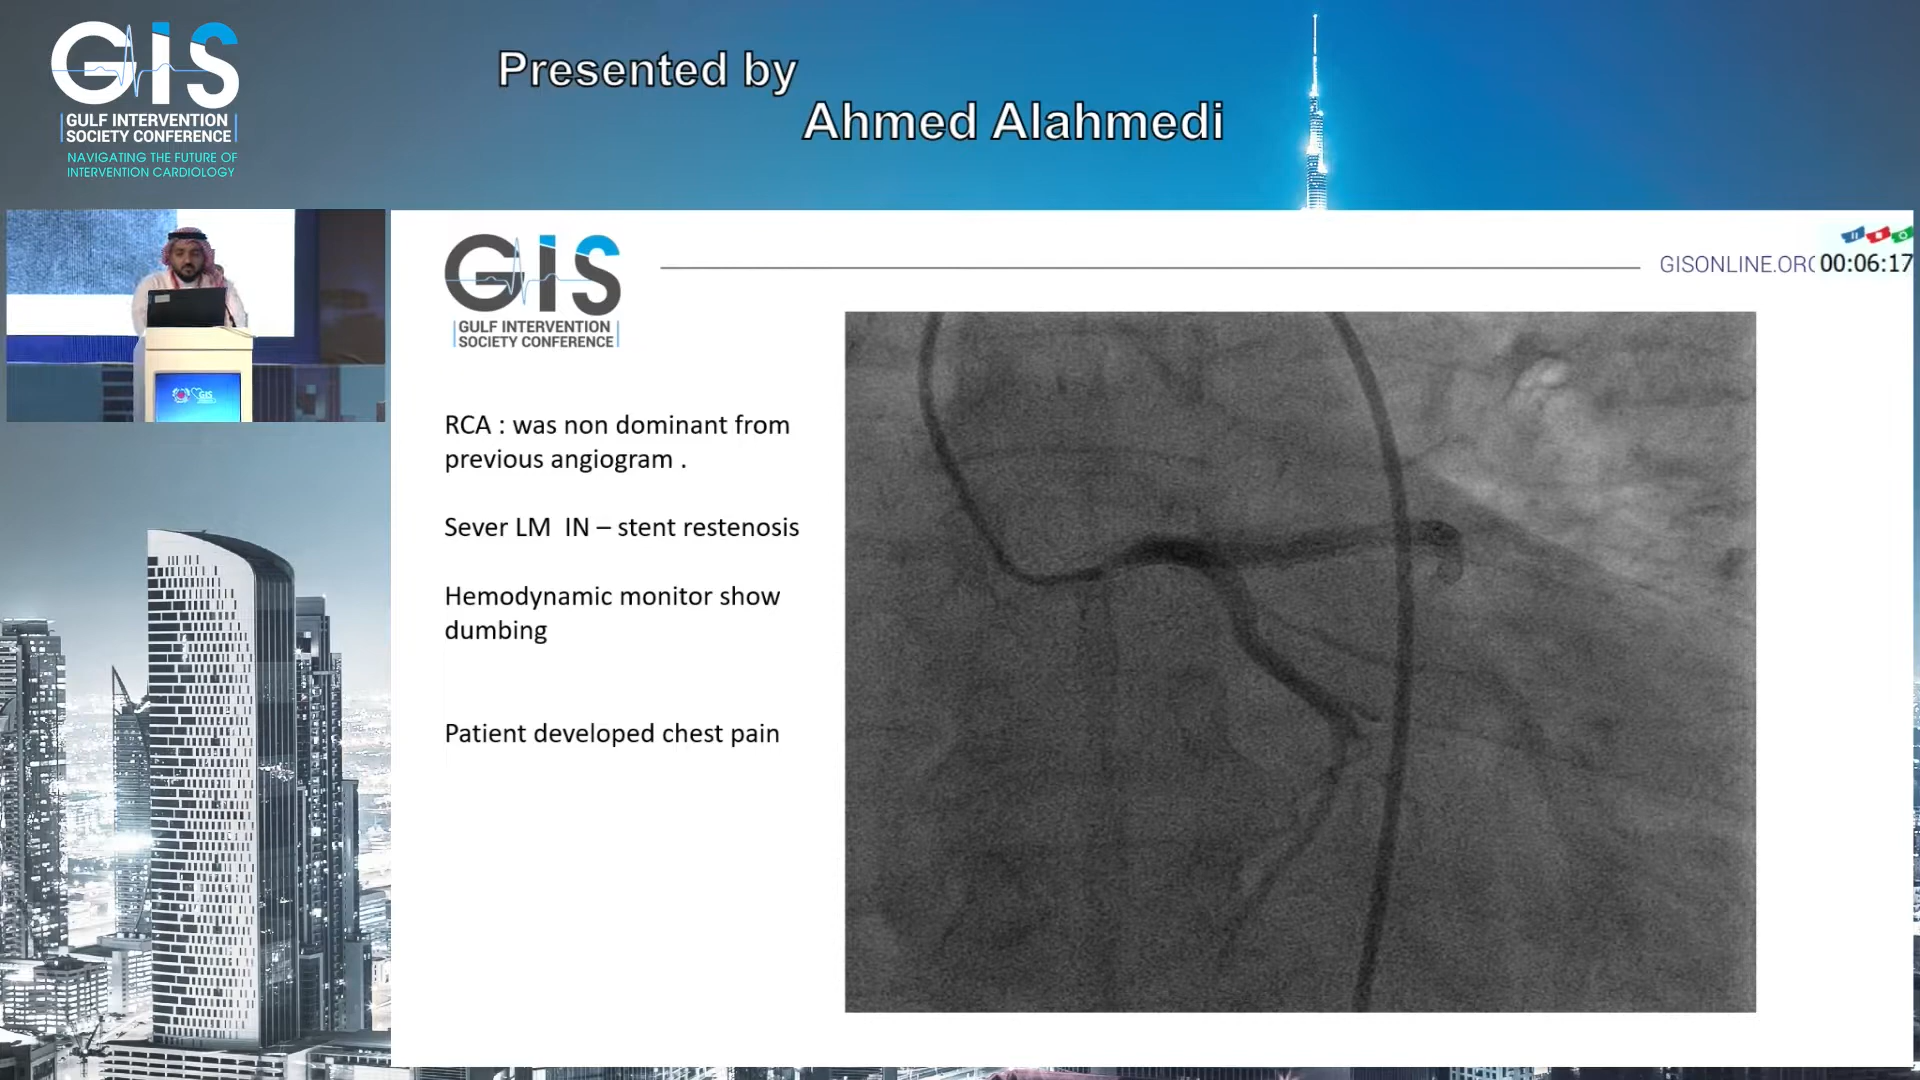 GIS
GULF INTERVENTION
SOCIETY CONFERENCE
NAVIGATING THE FUTURE OF
INTERVENTION CARDIOLOGY
Presented by
Ahmed Alahmedi
GIS
GULF INTERVENTION
SOCIETY CONFERENCE
GISONLINE.OR
00:06:17
RCA : was non dominant from
previous angiogram .
Sever LM IN – stent restenosis
Hemodynamic monitor show
dumbing
Patient developed chest pain
GIS